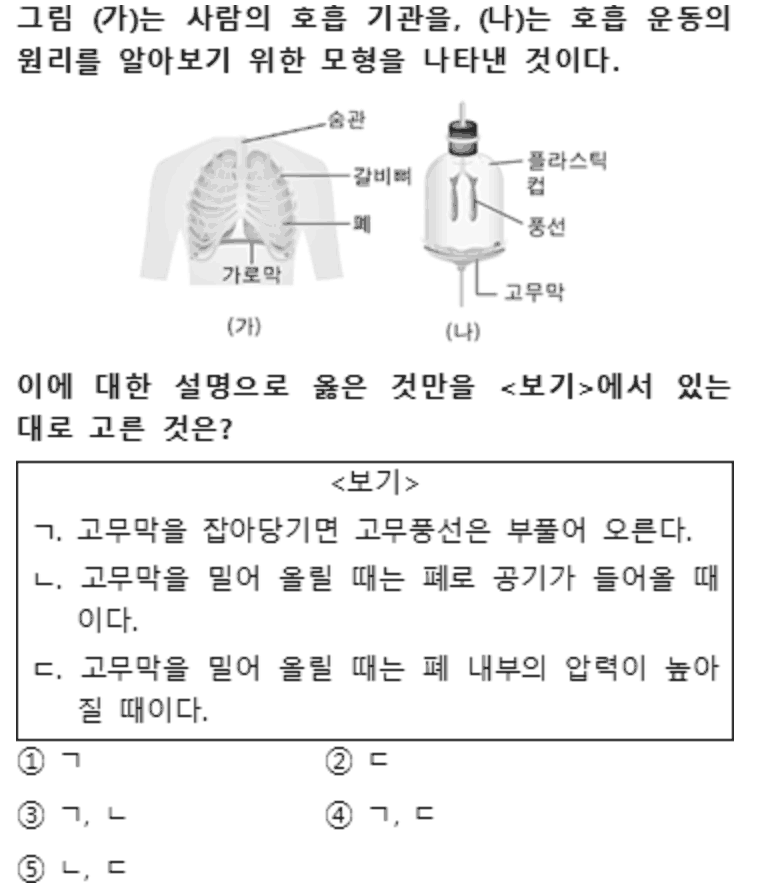 그림 (가)는 사람의 호흡 기관을, (나)는 호흡 운동의
원리를 알아보기 위한 모형을 나타낸 것이다.
숨관
갈비뼈
폐
가로막
(가)
플라스틱
컵
풍선
고무막
(나)
이에 대한 설명으로 옳은 것만을 <보기>에서 있는
대로 고른 것은?
<보기>
ㄱ. 고무막을 잡아당기면 고무풍선은 부풀어 오른다.
ㄴ. 고무막을 밀어 올릴 때는 폐로 공기가 들어올 때
이다.
ㄷ. 고무막을 밀어 올릴 때는 폐 내부의 압력이 높아
질 때이다.
① ㄱ ② ㄷ
③ ㄱ, ㄴ ④ ㄱ, ㄷ
⑤ ㄴ, ㄷ